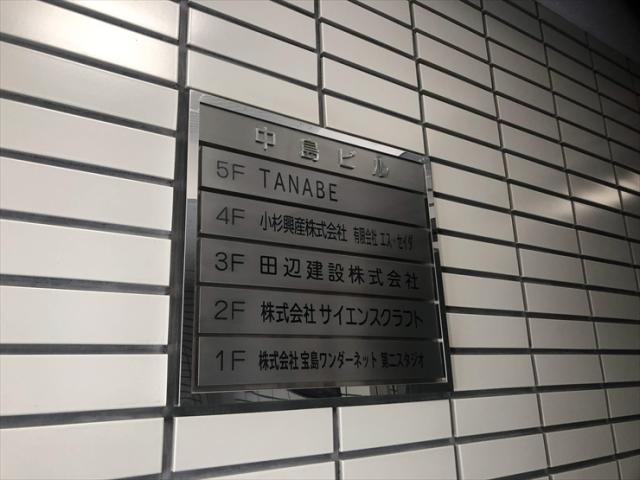 中島ビル
5F TANABE
4F 小杉興産株式会社 有限会社 エス・セイダ
3F 田辺建設株式会社
2F 株式会社 サイエンスクラフト
1F 株式会社 宝島ワンダーネット 第二スタジオ